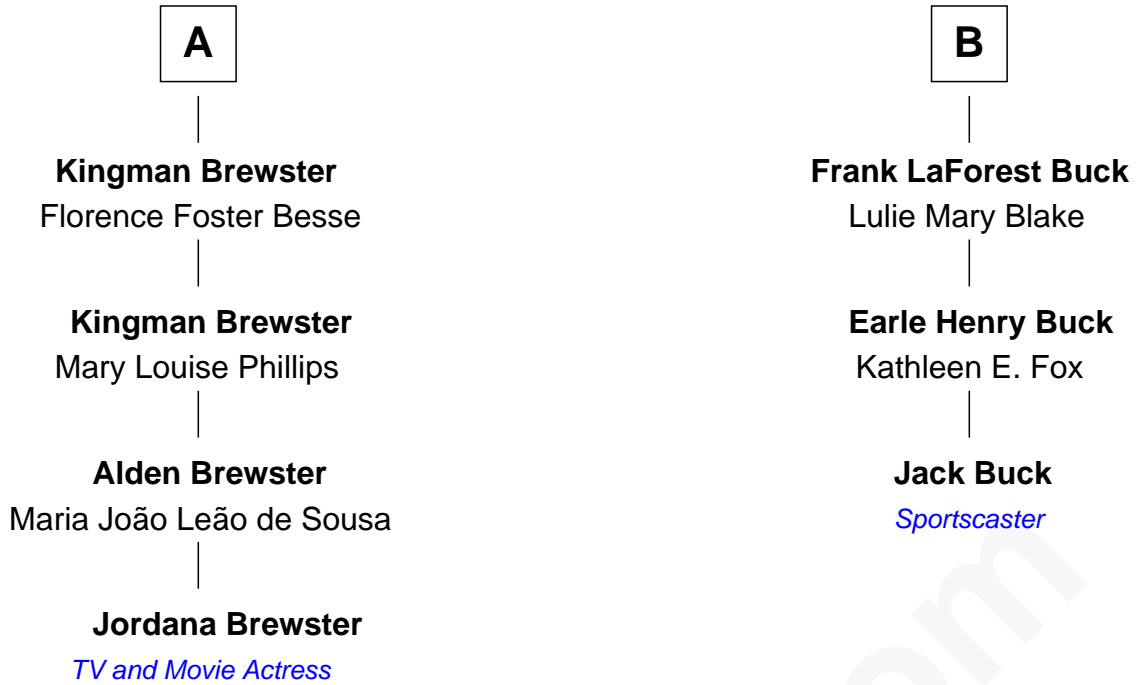 A
Kingman Brewster
Florence Foster Besse
Kingman Brewster
Mary Louise Phillips
Alden Brewster
Maria João Leão de Sousa
Jordana Brewster
TV and Movie Actress
B
Frank LaForest Buck
Lulie Mary Blake
Earle Henry Buck
Kathleen E. Fox
Jack Buck
Sportscaster
om